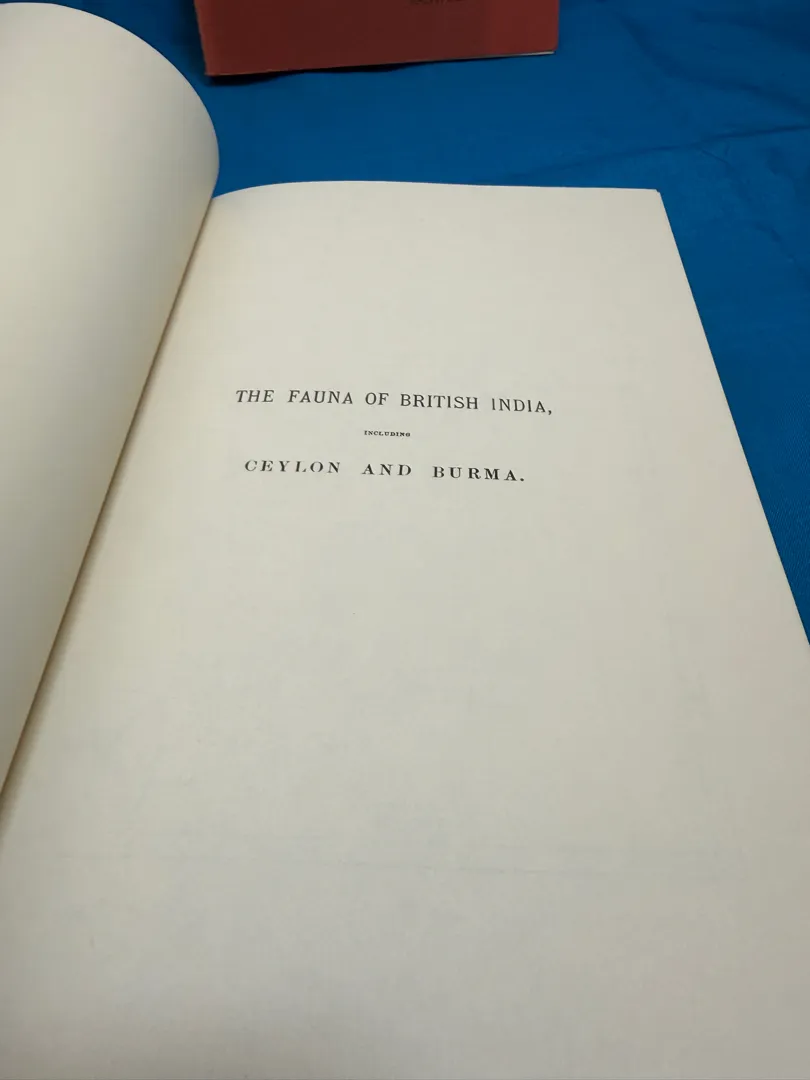 THE FAUNA OF BRITISH INDIA,
INCLUDING
CEYLON AND BURMA.